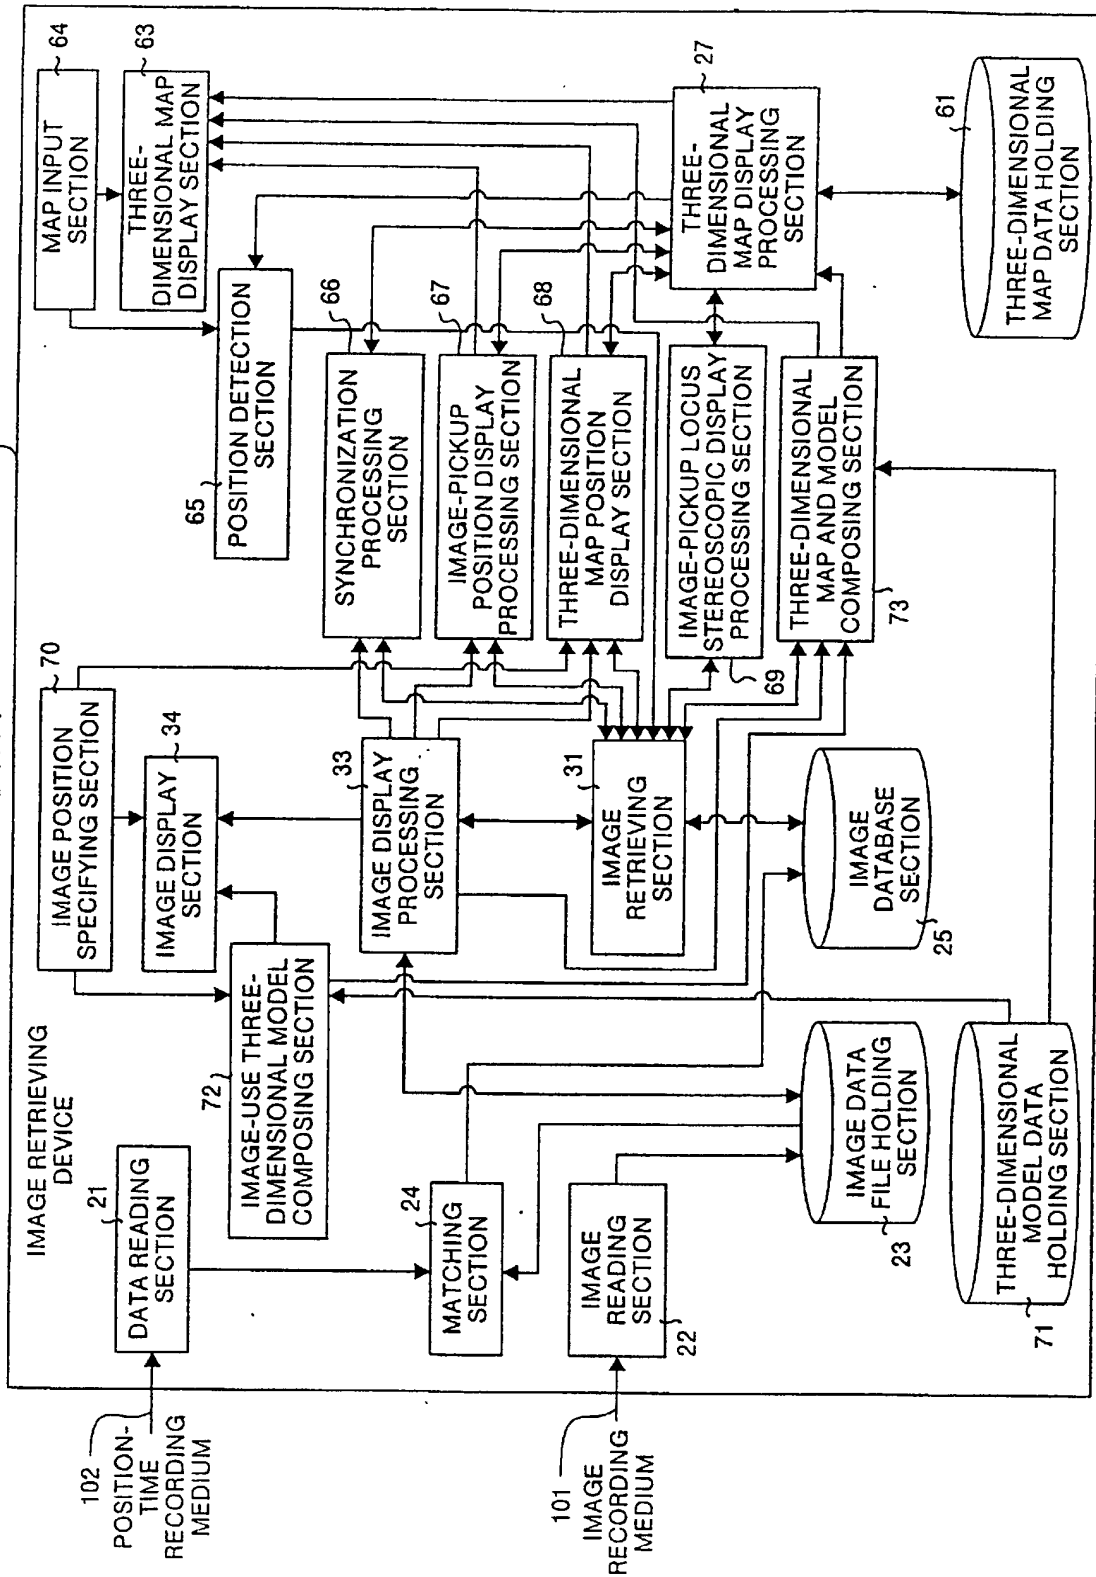 IMAGE RETRIEVING
DEVICE
102
POSITION-
TIME
RECORDING
MEDIUM
101
IMAGE
RECORDING
MEDIUM
21
DATA READING
SECTION
24
MATCHING
SECTION
22
IMAGE
READING
SECTION
23
IMAGE DATA
FILE HOLDING
SECTION
71
THREE-DIMENSIONAL
MODEL DATA
HOLDING SECTION
72
IMAGE-USE THREE-
DIMENSIONAL MODEL
COMPOSING SECTION
70
IMAGE POSITION
SPECIFYING SECTION
34
IMAGE DISPLAY
SECTION
33
IMAGE DISPLAY
PROCESSING
SECTION
31
IMAGE
RETRIEVING
SECTION
25
IMAGE
DATABASE
SECTION
65
POSITION DETECTION
SECTION
66
SYNCHRONIZATION
PROCESSING
SECTION
67
IMAGE-PICKUP
POSITION DISPLAY
PROCESSING SECTION
68
THREE-DIMENSIONAL
MAP POSITION
DISPLAY SECTION
69
IMAGE-PICKUP LOCUS
STEREOSCOPIC DISPLAY
PROCESSING SECTION
73
THREE-DIMENSIONAL
MAP AND MODEL
COMPOSING SECTION
64
MAP INPUT
SECTION
63
THREE-
DIMENSIONAL MAP
DISPLAY SECTION
27
THREE-
DIMENSIONAL
MAP DISPLAY
PROCESSING
SECTION
61
THREE-DIMENSIONAL
MAP DATA HOLDING
SECTION